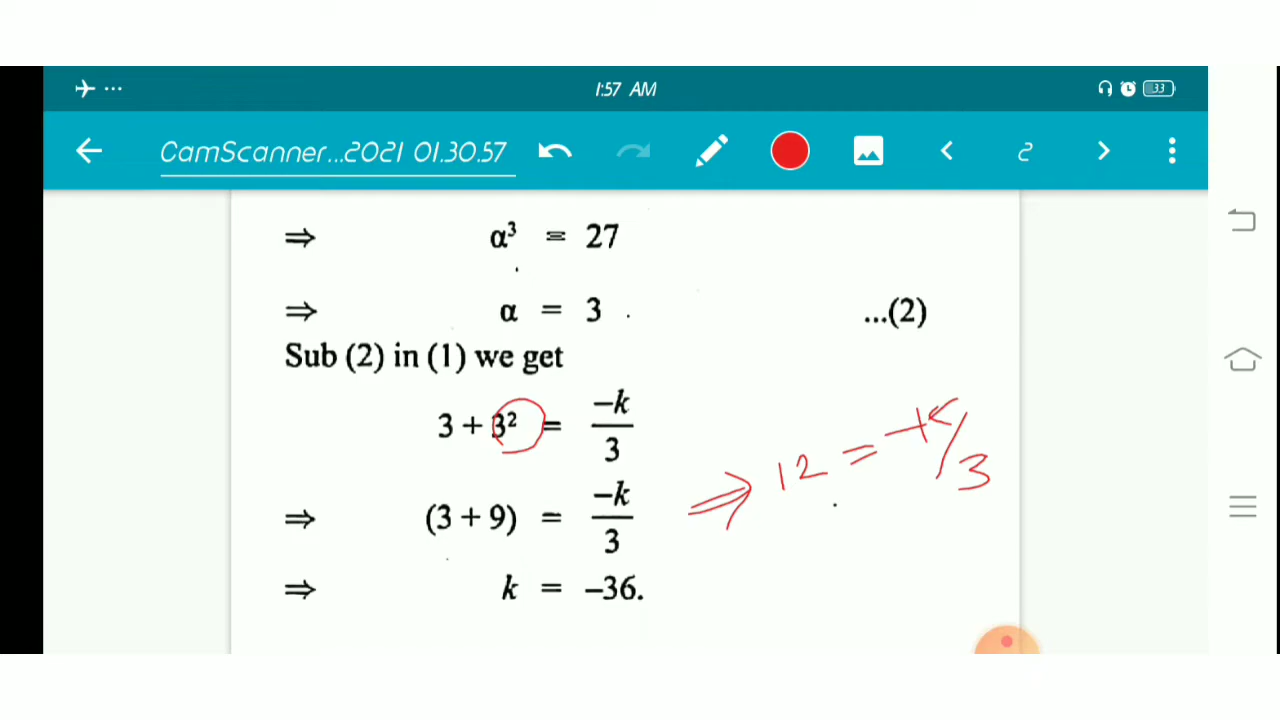 1:57 AM 33
CamScanner...2021 01.30.57 2
⇒ α³ = 27
⇒ α = 3 ...(2)
Sub (2) in (1) we get
3 + 3² = –k/3
⇒ (3 + 9) = –k/3 ⇒ 12 = –k/3
⇒ k = –36.